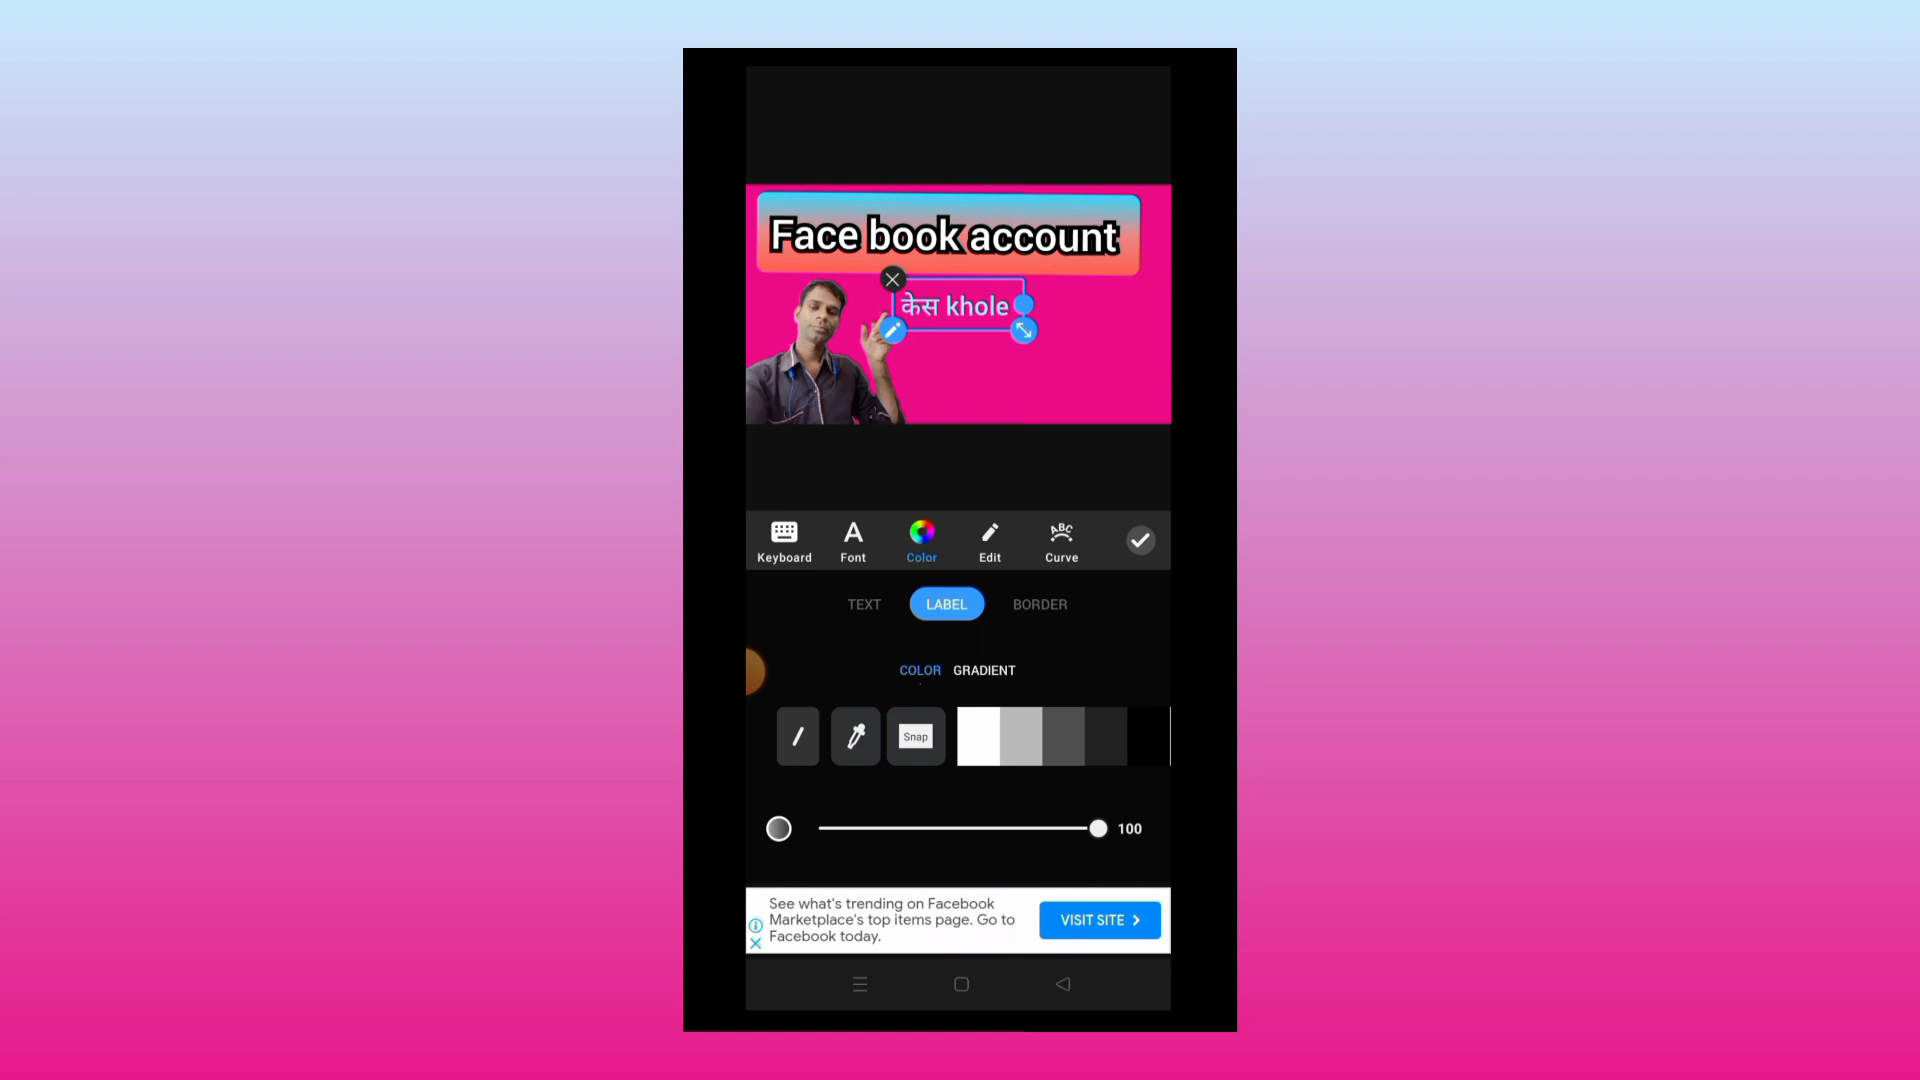 Face book account
केस khole
Keyboard
Font
Color
Edit
ABC
Curve
TEXT
LABEL
BORDER
COLOR
GRADIENT
Snap
100
See what's trending on Facebook
Marketplace's top items page. Go to
Facebook today.
VISIT SITE